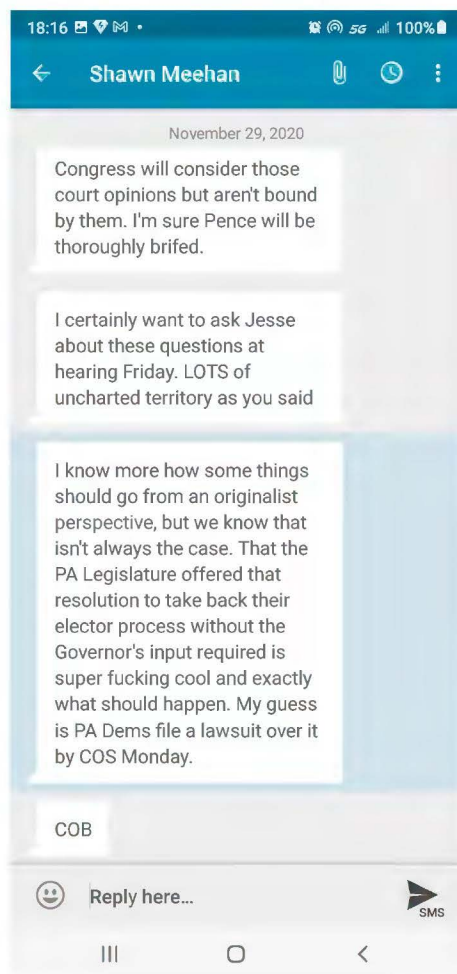 18:16 5G 100%
Shawn Meehan
November 29, 2020
Congress will consider those
court opinions but aren't bound
by them. I'm sure Pence will be
thoroughly brifed.
I certainly want to ask Jesse
about these questions at
hearing Friday. LOTS of
uncharted territory as you said
I know more how some things
should go from an originalist
perspective, but we know that
isn't always the case. That the
PA Legislature offered that
resolution to take back their
elector process without the
Governor's input required is
super fucking cool and exactly
what should happen. My guess
is PA Dems file a lawsuit over it
by COS Monday.
COB
Reply here...
SMS